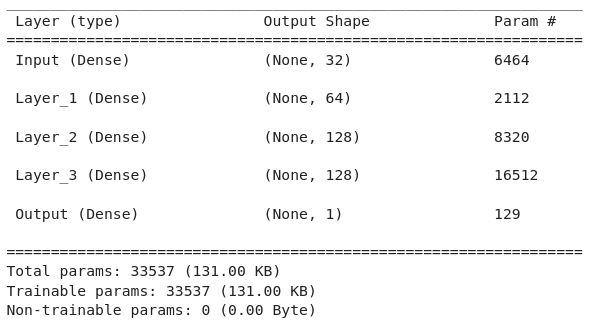 Layer (type) Output Shape Param #
=================================================================
Input (Dense) (None, 32) 6464
Layer_1 (Dense) (None, 64) 2112
Layer_2 (Dense) (None, 128) 8320
Layer_3 (Dense) (None, 128) 16512
Output (Dense) (None, 1) 129
=================================================================
Total params: 33537 (131.00 KB)
Trainable params: 33537 (131.00 KB)
Non-trainable params: 0 (0.00 Byte)